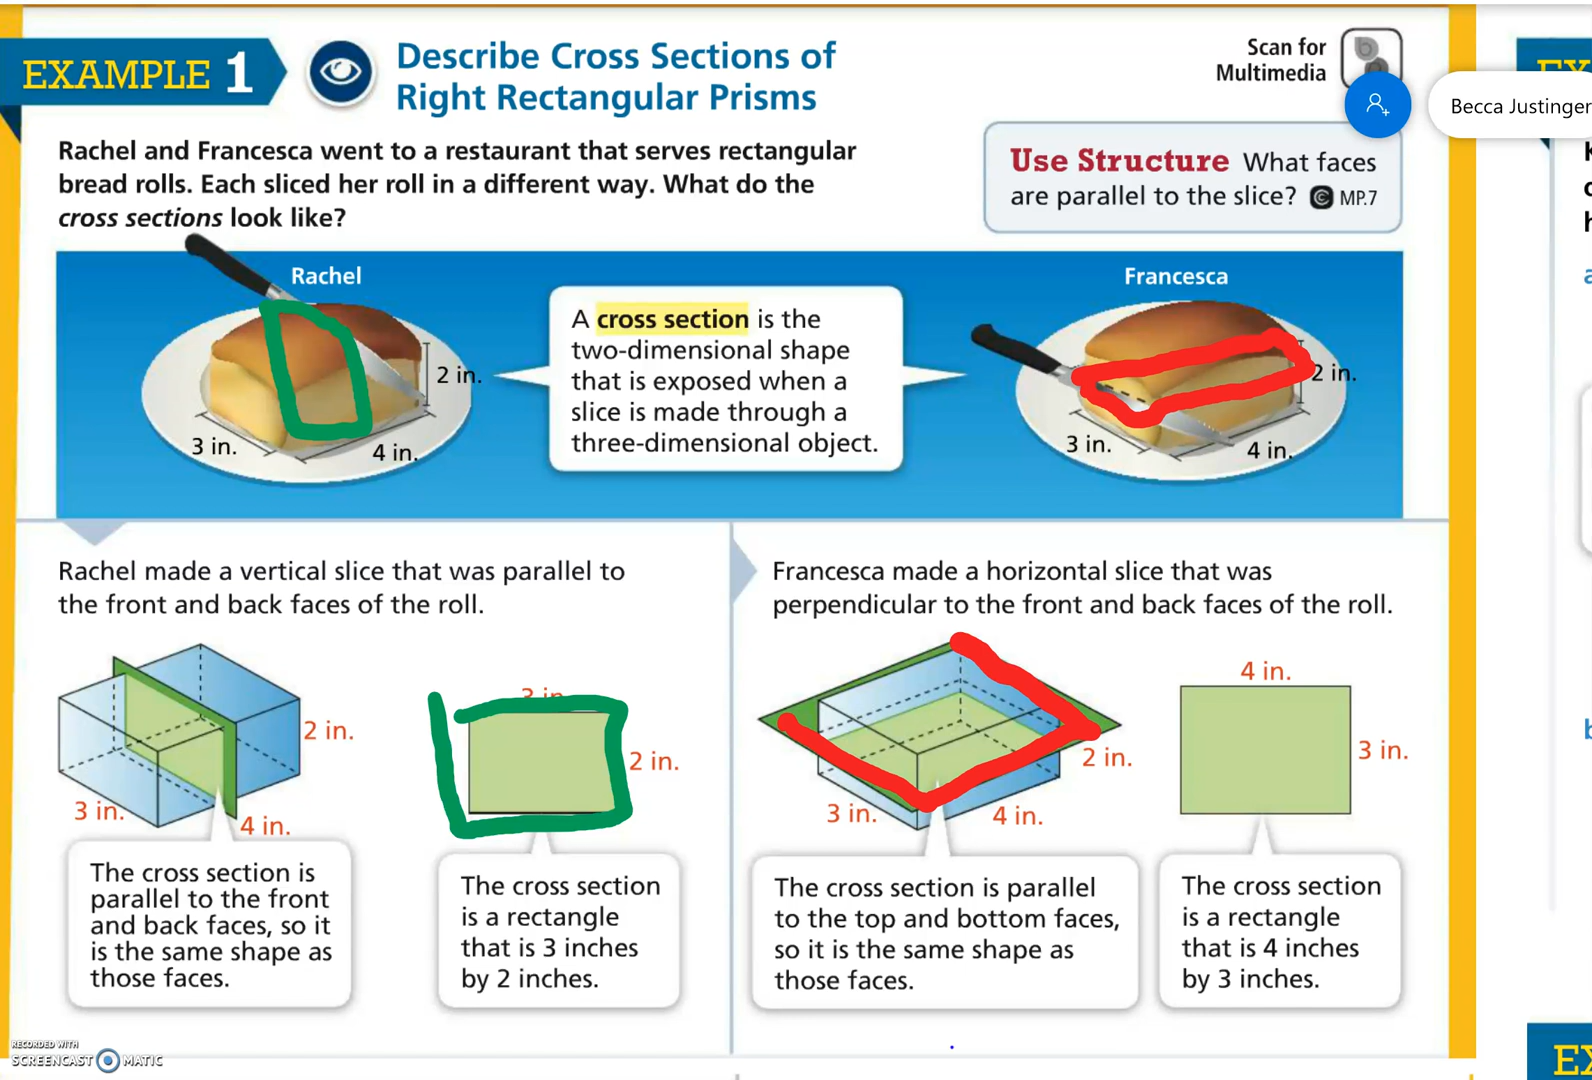 EXAMPLE 1
Describe Cross Sections of
Right Rectangular Prisms
Scan for
Multimedia
Becca Justinger
Rachel and Francesca went to a restaurant that serves rectangular
bread rolls. Each sliced her roll in a different way. What do the
cross sections look like?
Use Structure What faces
are parallel to the slice? C MP.7
Rachel
2 in.
3 in.
4 in.
A cross section is the
two-dimensional shape
that is exposed when a
slice is made through a
three-dimensional object.
Francesca
2 in.
3 in.
4 in.
Rachel made a vertical slice that was parallel to
the front and back faces of the roll.
2 in.
3 in.
4 in.
3 in.
2 in.
The cross section is
parallel to the front
and back faces, so it
is the same shape as
those faces.
The cross section
is a rectangle
that is 3 inches
by 2 inches.
Francesca made a horizontal slice that was
perpendicular to the front and back faces of the roll.
2 in.
3 in.
4 in.
4 in.
3 in.
The cross section is parallel
to the top and bottom faces,
so it is the same shape as
those faces.
The cross section
is a rectangle
that is 4 inches
by 3 inches.
RECORDED WITH
SCREENCAST MATIC